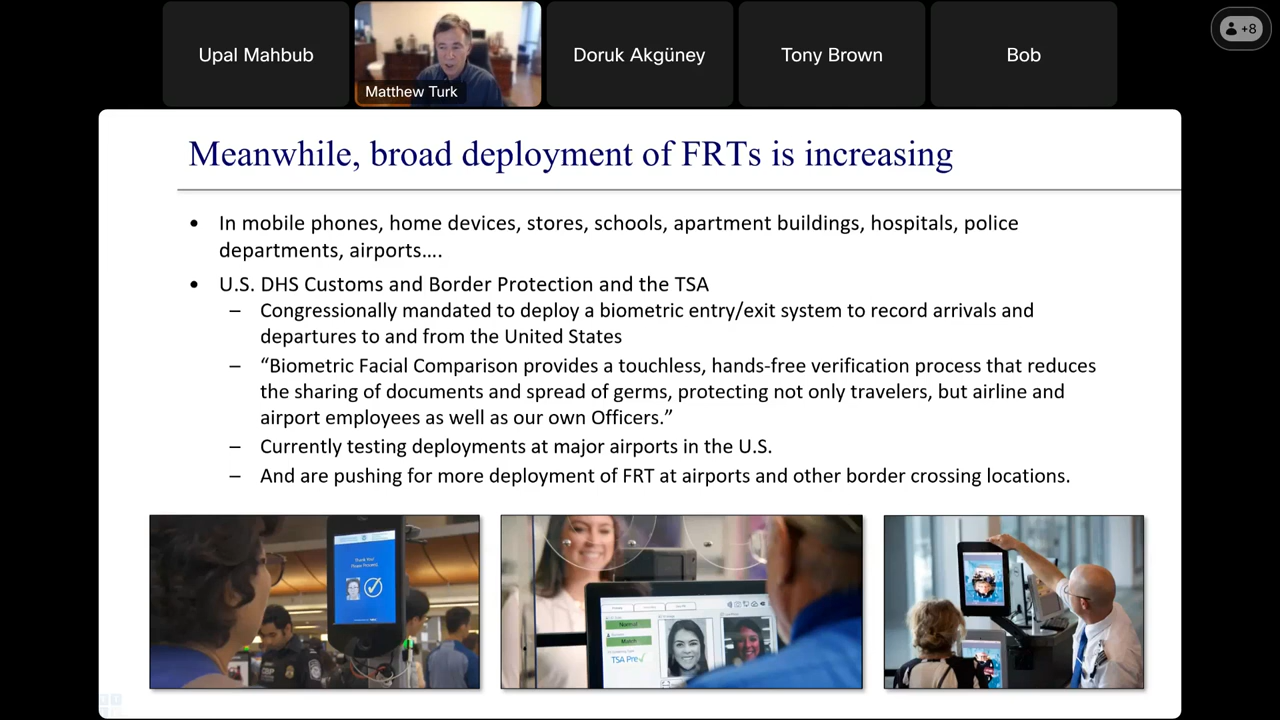 Upal Mahbub
Matthew Turk
Doruk Akgüney
Tony Brown
Bob
+8
Meanwhile, broad deployment of FRTs is increasing
• In mobile phones, home devices, stores, schools, apartment buildings, hospitals, police
departments, airports....
• U.S. DHS Customs and Border Protection and the TSA
– Congressionally mandated to deploy a biometric entry/exit system to record arrivals and
departures to and from the United States
– “Biometric Facial Comparison provides a touchless, hands-free verification process that reduces
the sharing of documents and spread of germs, protecting not only travelers, but airline and
airport employees as well as our own Officers.”
– Currently testing deployments at major airports in the U.S.
– And are pushing for more deployment of FRT at airports and other border crossing locations.
Thank You!
Normal
Match
TSA Pre✓